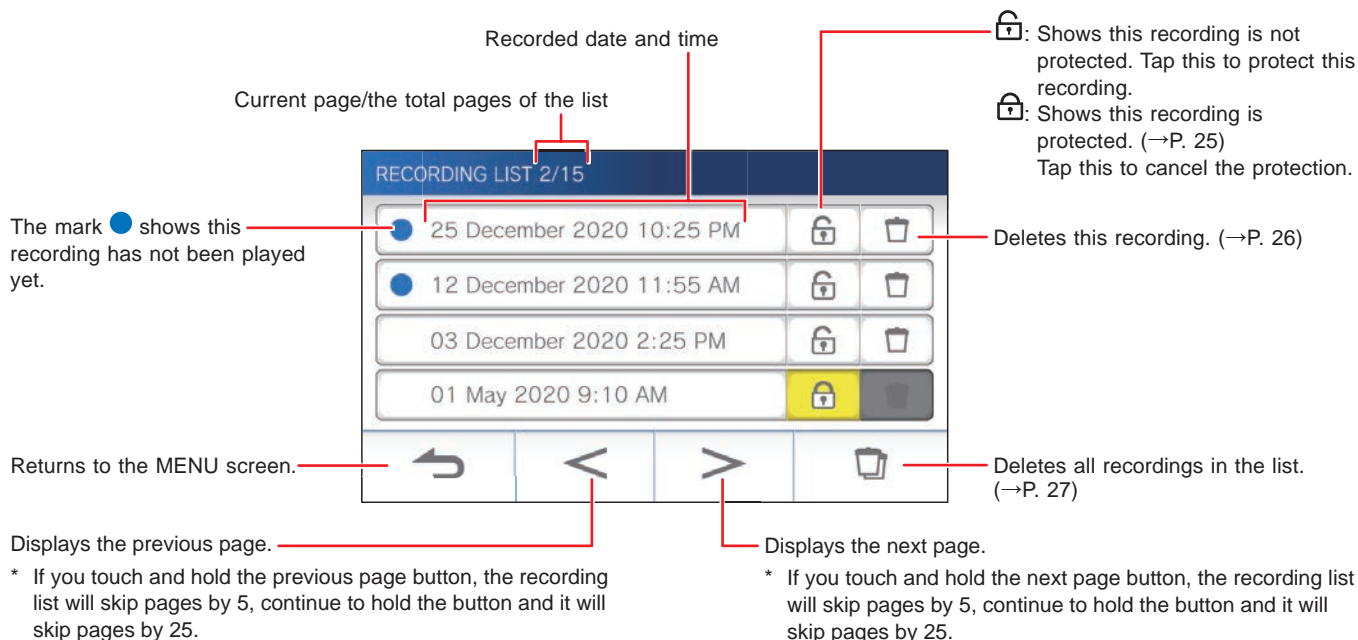 Recorded date and time
Current page/the total pages of the list
: Shows this recording is not
protected. Tap this to protect this
recording.
: Shows this recording is
protected. (→P. 25)
Tap this to cancel the protection.
RECORDING LIST 2/15
The mark ● shows this
recording has not been played
yet.
25 December 2020 10:25 PM
Deletes this recording. (→P. 26)
12 December 2020 11:55 AM
03 December 2020 2:25 PM
01 May 2020 9:10 AM
Returns to the MENU screen.
<
>
Deletes all recordings in the list.
(→P. 27)
Displays the previous page.
* If you touch and hold the previous page button, the recording
list will skip pages by 5, continue to hold the button and it will
skip pages by 25.
Displays the next page.
* If you touch and hold the next page button, the recording list
will skip pages by 5, continue to hold the button and it will
skip pages by 25.